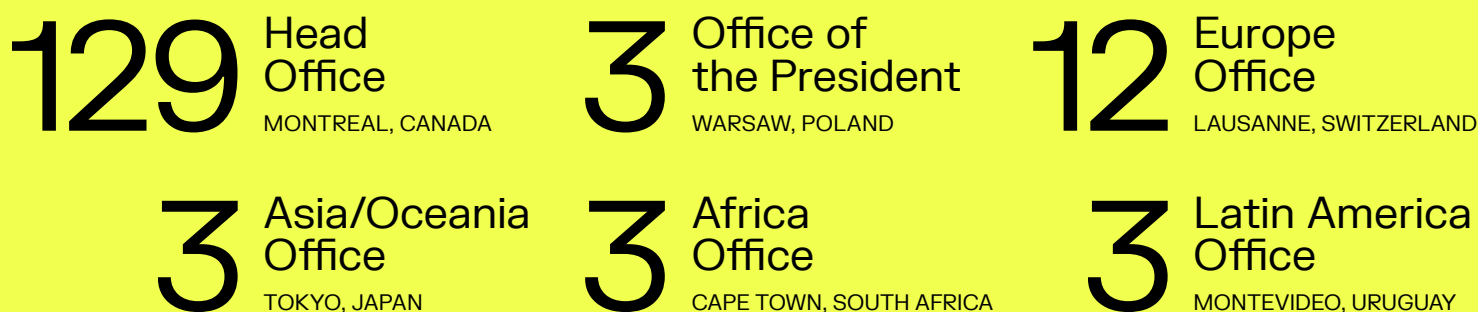 129
Head
Office
MONTREAL, CANADA
3
Office of
the President
WARSAW, POLAND
12
Europe
Office
LAUSANNE, SWITZERLAND
3
Asia/Oceania
Office
TOKYO, JAPAN
3
Africa
Office
CAPE TOWN, SOUTH AFRICA
3
Latin America
Office
MONTEVIDEO, URUGUAY